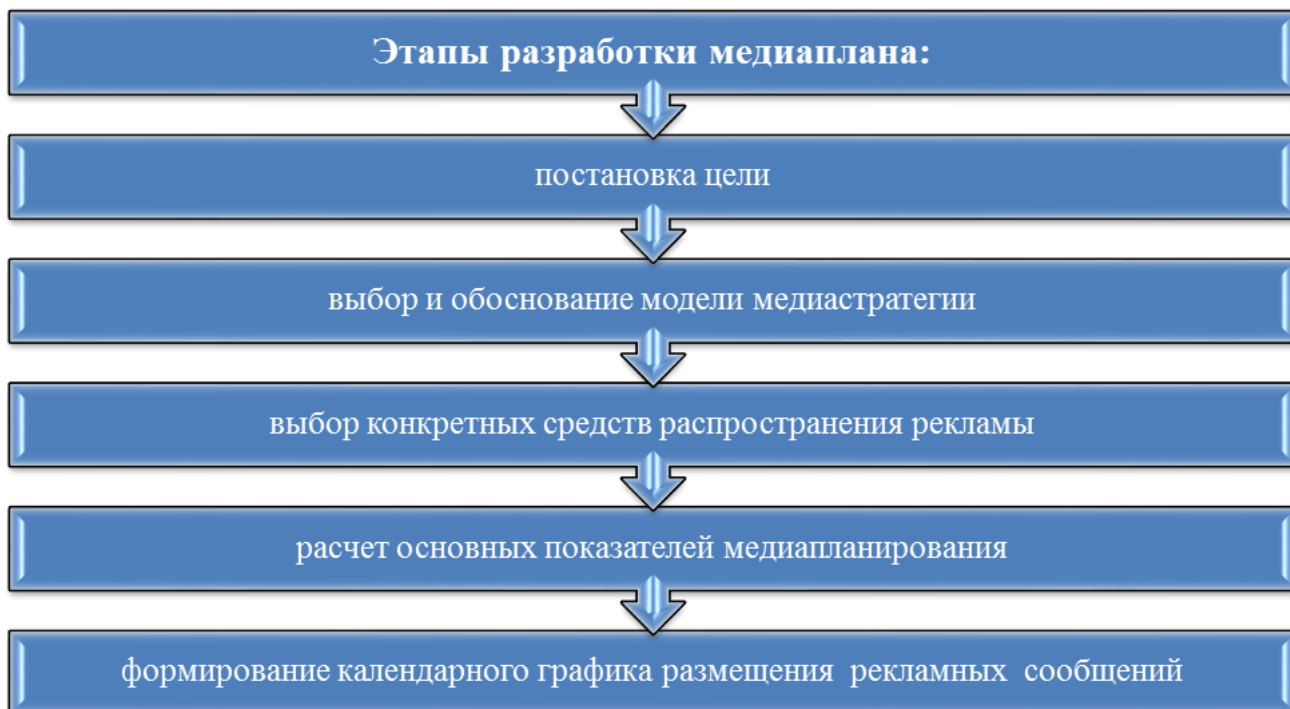 Этапы разработки медиаплана:
постановка цели
выбор и обоснование модели медиастратегии
выбор конкретных средств распространения рекламы
расчет основных показателей медиапланирования
формирование календарного графика размещения рекламных сообщений